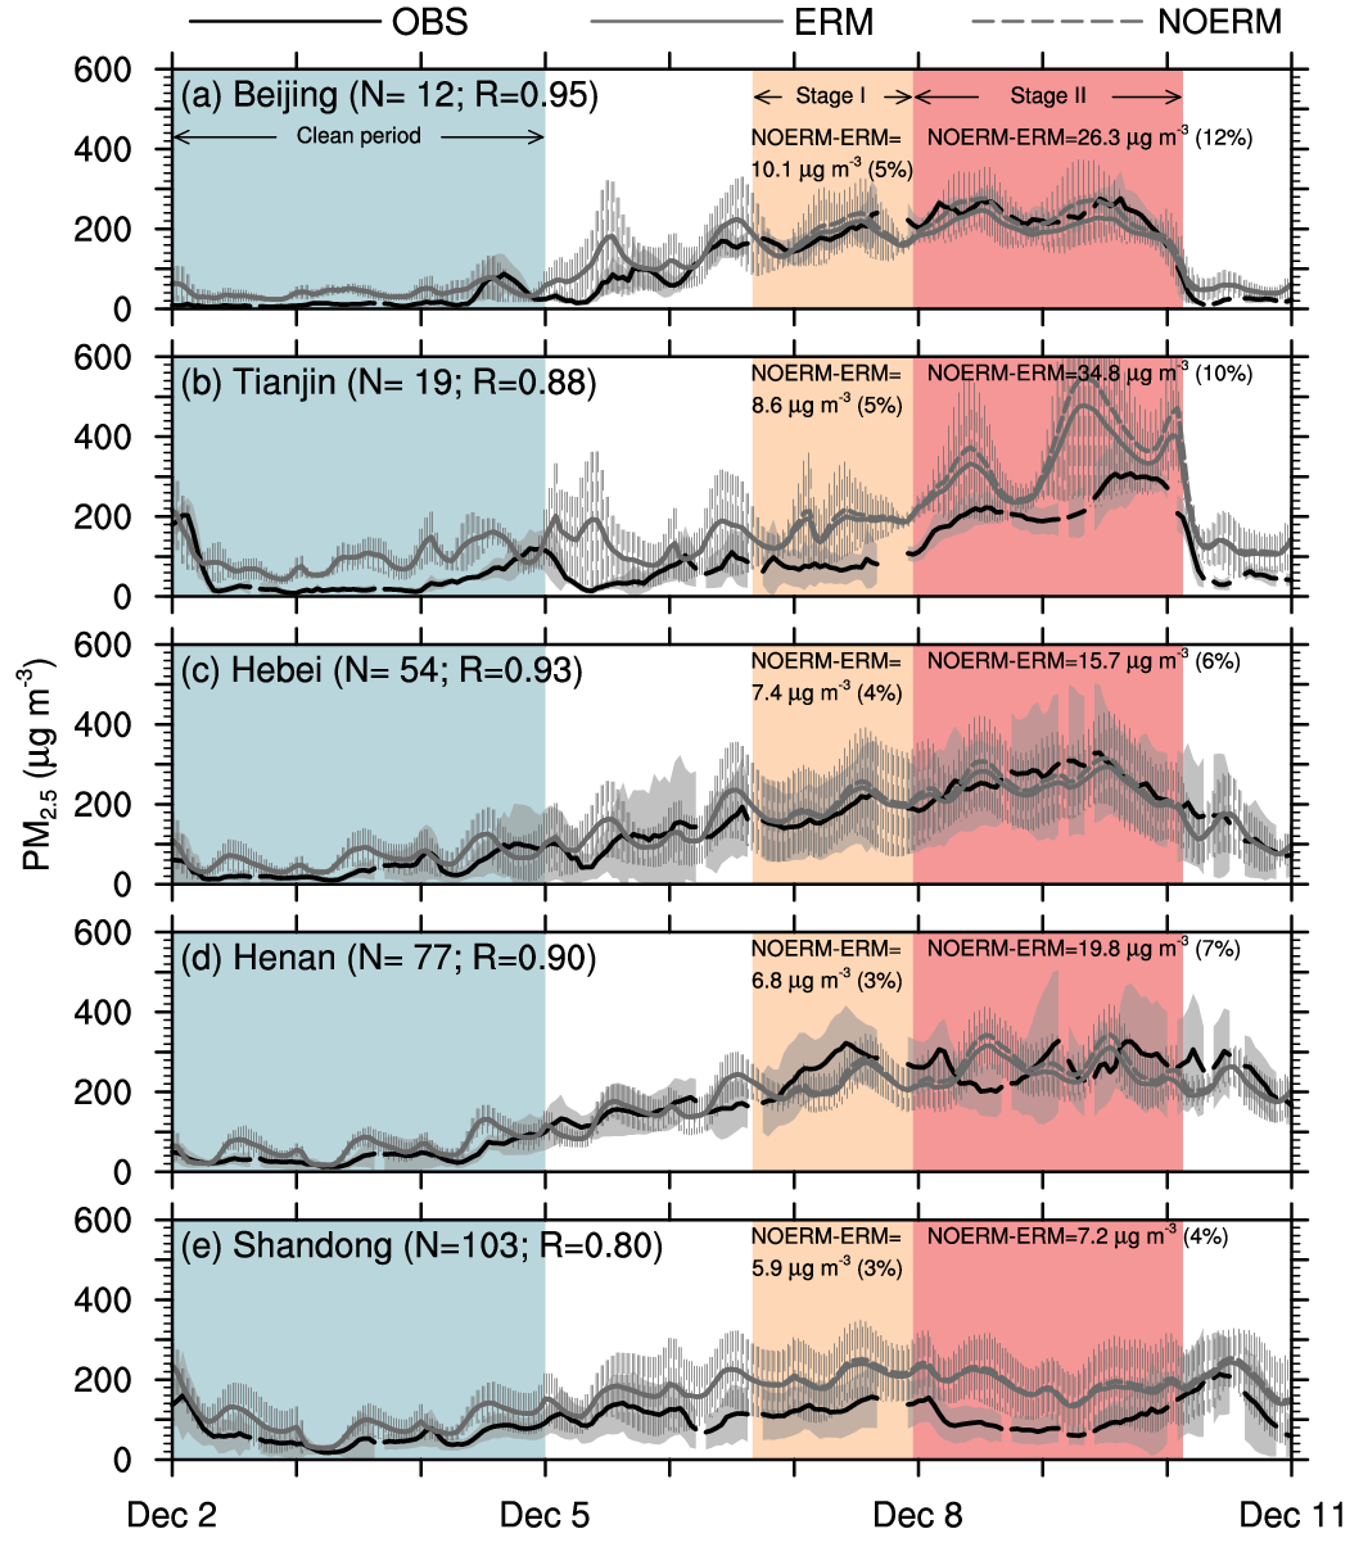 OBS ERM NOERM
600
(a) Beijing (N= 12; R=0.95)
Stage I
Stage II
Clean period
NOERM-ERM=
10.1 μg m-3 (5%)
NOERM-ERM=26.3 μg m-3 (12%)
400
200
0
600
(b) Tianjin (N= 19; R=0.88)
NOERM-ERM=
8.6 μg m-3 (5%)
NOERM-ERM=34.8 μg m-3 (10%)
400
200
0
PM2.5 (μg m-3)
600
(c) Hebei (N= 54; R=0.93)
NOERM-ERM=
7.4 μg m-3 (4%)
NOERM-ERM=15.7 μg m-3 (6%)
400
200
0
600
(d) Henan (N= 77; R=0.90)
NOERM-ERM=
6.8 μg m-3 (3%)
NOERM-ERM=19.8 μg m-3 (7%)
400
200
0
600
(e) Shandong (N=103; R=0.80)
NOERM-ERM=
5.9 μg m-3 (3%)
NOERM-ERM=7.2 μg m-3 (4%)
400
200
0
Dec 2 Dec 5 Dec 8 Dec 11